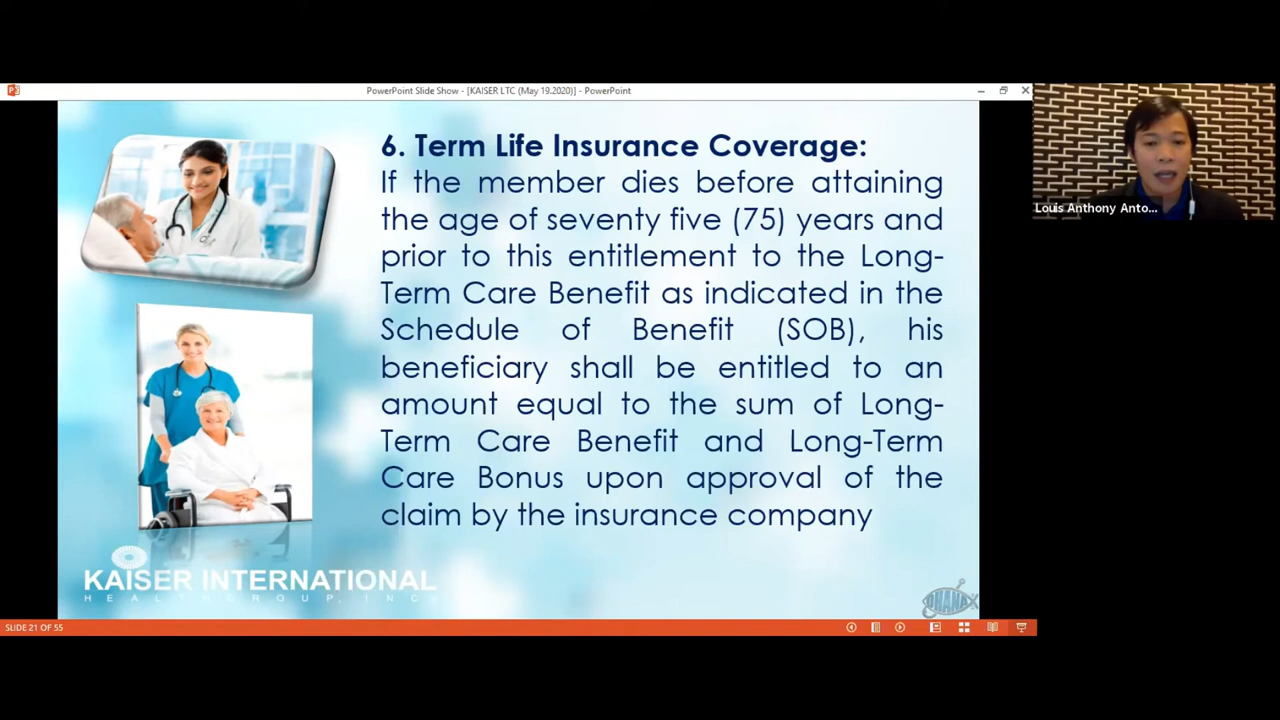 PowerPoint Slide Show - [KAISER LTC (May 19.2020)] - PowerPoint
6. Term Life Insurance Coverage:
If the member dies before attaining
the age of seventy five (75) years and
prior to this entitlement to the Long-
Term Care Benefit as indicated in the
Schedule of Benefit (SOB), his
beneficiary shall be entitled to an
amount equal to the sum of Long-
Term Care Benefit and Long-Term
Care Bonus upon approval of the
claim by the insurance company
Louis Anthony Anto...
KAISER INTERNATIONAL
HEALTHGROUP, INC.
OHANAX
SLIDE 21 OF 55